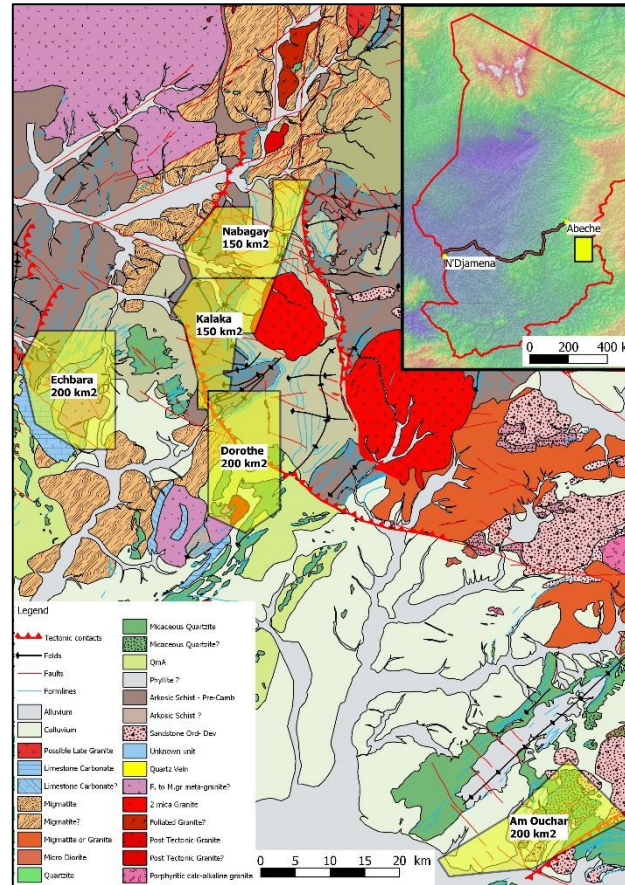 Abeche
N'Djamena
0 200 400 k
Nabagay
150 km2
Kalaka
150 km2
Echbara
200 km2
Dorothe
200 km2
Am Ouchar
200 km2
0 5 10 15 20 km
Legend
Tectonic contacts
Folds
Faults
Formlines
Alluvium
Colluvium
Possible Late Granite
Limestone Carbonate
Limestone Carbonate?
Migmatite
Migmatite?
Migmatite or Granite
Micro Diorite
Quartzite
Micaceous Quartzite
Micaceous Quartzite?
QmA
Phyllite ?
Arkosic Schist - Pre-Camb
Arkosic Schist ?
Sandstone Ord- Dev
Unknown unit
Quartz Vein
F. to M.gr meta-granite?
2 mica Granite
Foliated Granite?
Post Tectonic Granite
Post Tectonic Granite?
Porphyritic calc-alkaline granite